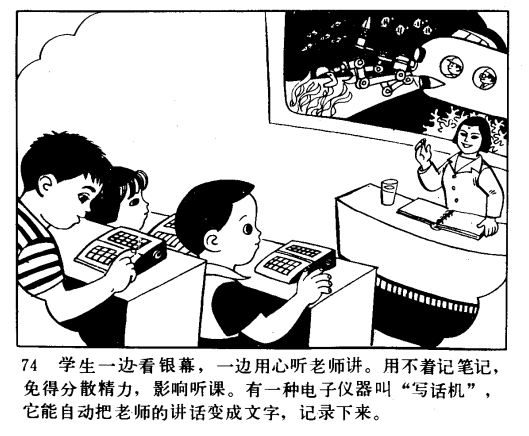 74 学生一边看银幕，一边用心听老师讲。用不着记笔记，
免得分散精力，影响听课。有一种电子仪器叫“写话机”，
它能自动把老师的讲话变成文字，记录下来。